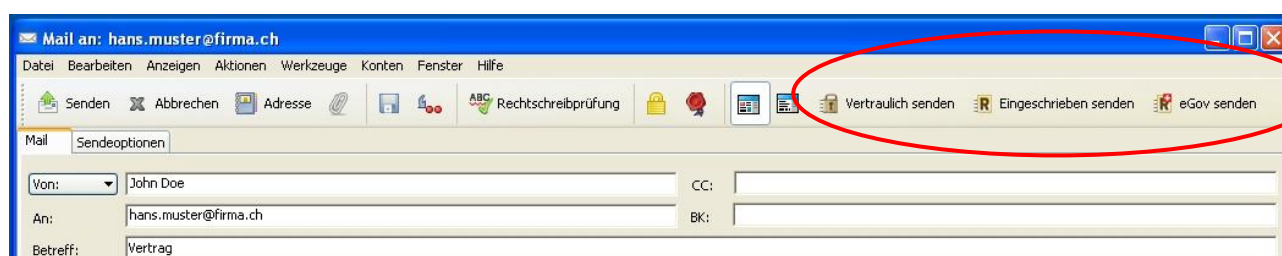 Mail an: hans.muster@firma.ch
Datei Bearbeiten Anzeigen Aktionen Werkzeuge Konten Fenster Hilfe
Senden Abbrechen Adresse ABC Rechtschreibprüfung Vertraulich senden R Eingeschrieben senden R eGov senden
Mail Sendeoptionen
Von: John Doe CC:
An: hans.muster@firma.ch BK:
Betreff: Vertrag